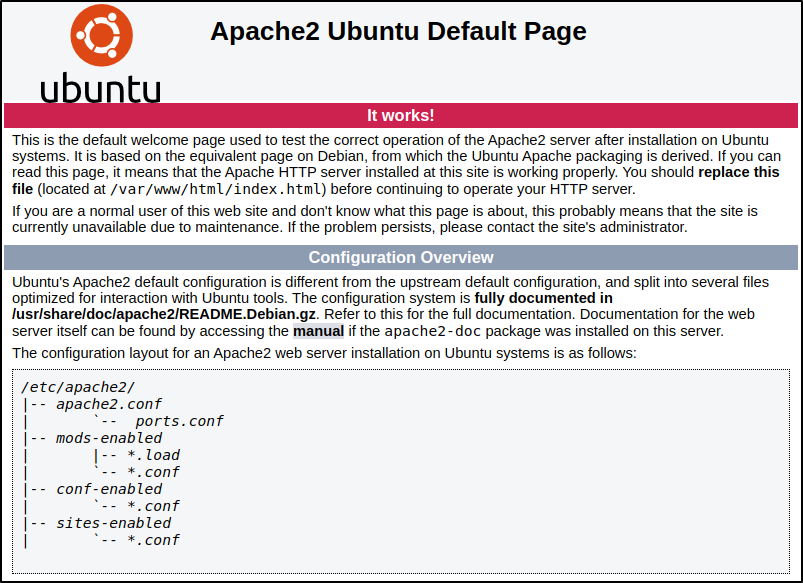 ubuntu
Apache2 Ubuntu Default Page
It works!
This is the default welcome page used to test the correct operation of the Apache2 server after installation on Ubuntu
systems. It is based on the equivalent page on Debian, from which the Ubuntu Apache packaging is derived. If you can
read this page, it means that the Apache HTTP server installed at this site is working properly. You should replace this
file (located at /var/www/html/index.html) before continuing to operate your HTTP server.
If you are a normal user of this web site and don't know what this page is about, this probably means that the site is
currently unavailable due to maintenance. If the problem persists, please contact the site's administrator.
Configuration Overview
Ubuntu's Apache2 default configuration is different from the upstream default configuration, and split into several files
optimized for interaction with Ubuntu tools. The configuration system is fully documented in
/usr/share/doc/apache2/README.Debian.gz. Refer to this for the full documentation. Documentation for the web
server itself can be found by accessing the manual if the apache2-doc package was installed on this server.
The configuration layout for an Apache2 web server installation on Ubuntu systems is as follows:
/etc/apache2/
|-- apache2.conf
|       `--  ports.conf
|-- mods-enabled
|       |-- *.load
|       `-- *.conf
|-- conf-enabled
|       `-- *.conf
|-- sites-enabled
|       `-- *.conf